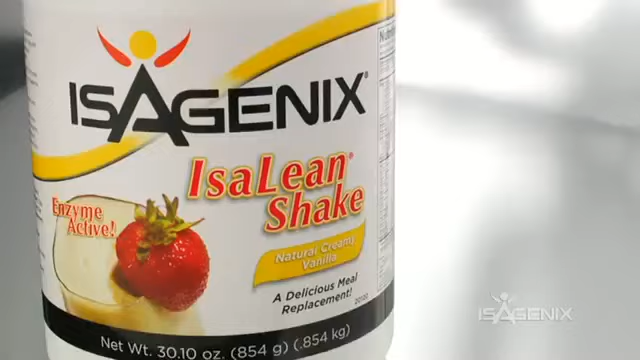 ISAGENIX®
IsaLean®
Shake
Enzyme
Active!
Natural Creamy
Vanilla
A Delicious Meal
Replacement!
Net Wt. 30.10 oz. (854 g) (.854 kg)
ISAGENIX